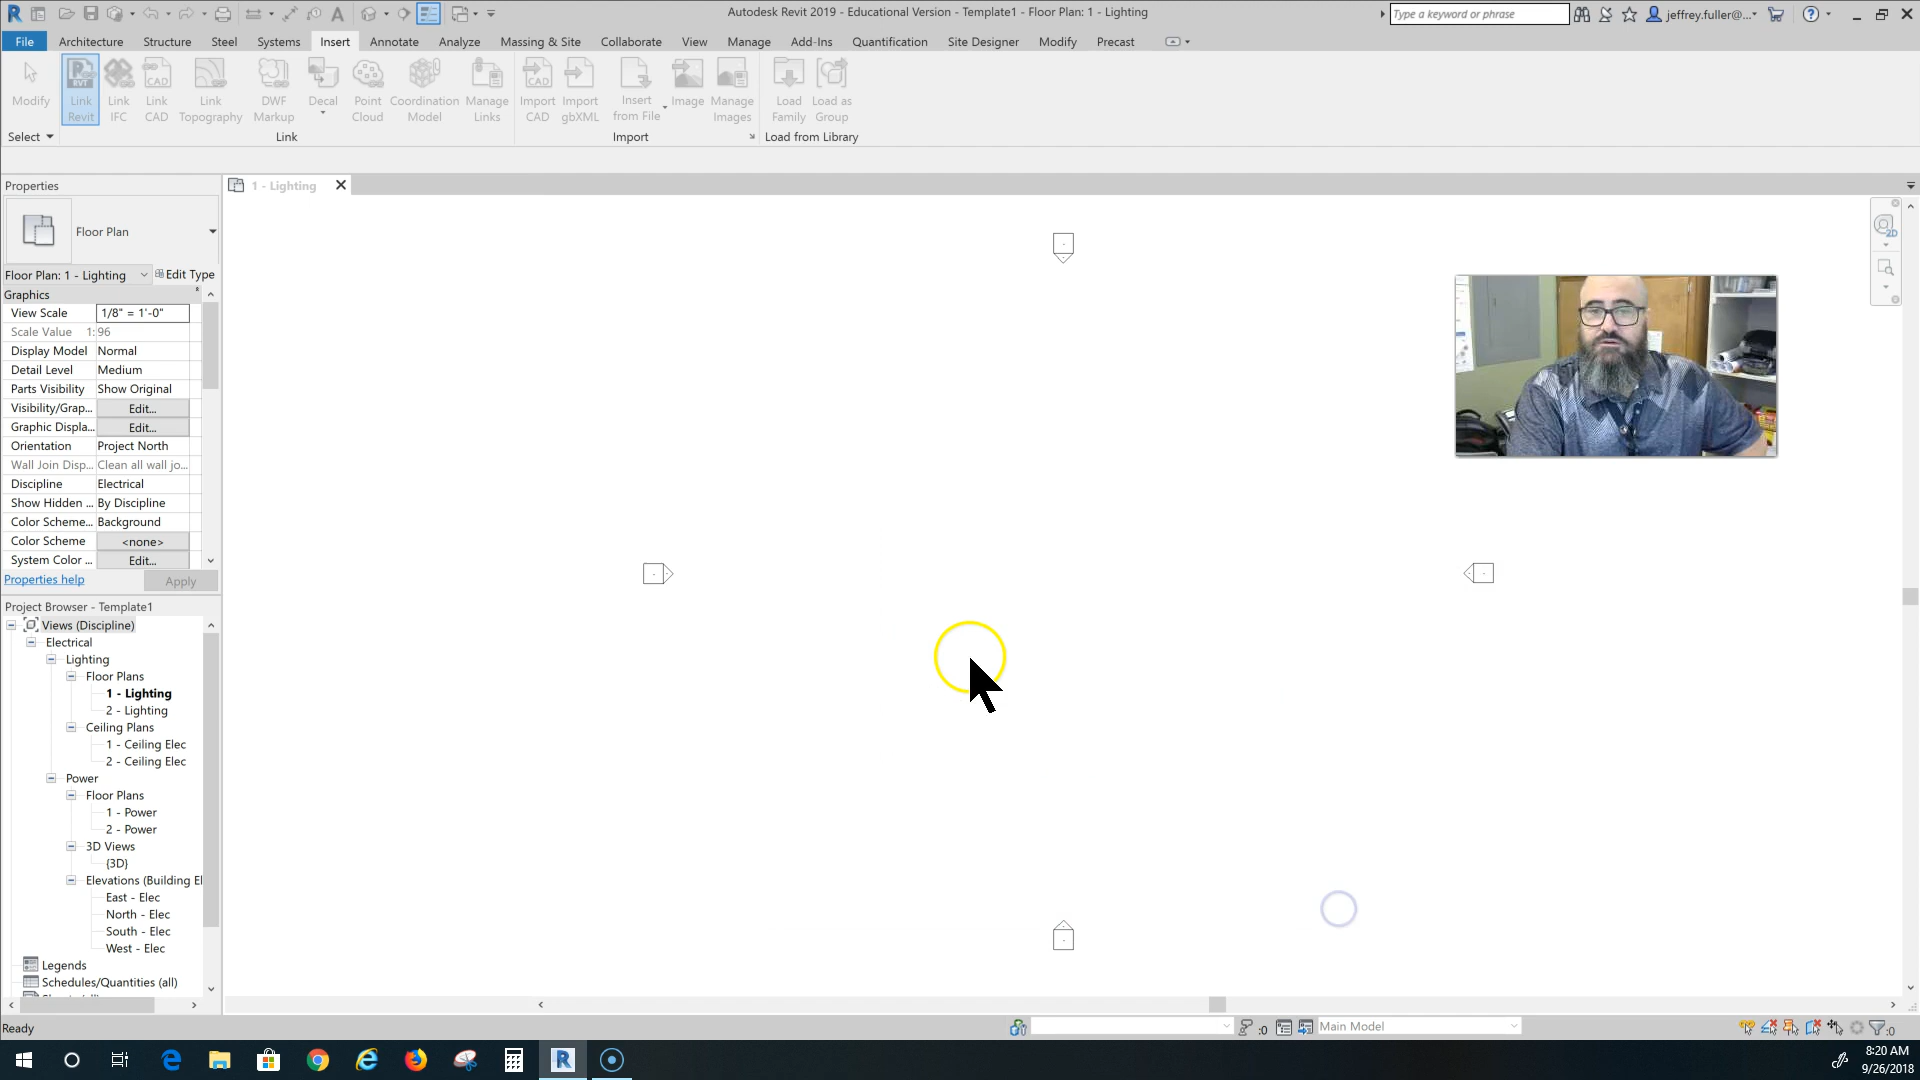 Autodesk Revit 2019 - Educational Version - Template1 - Floor Plan: 1 - Lighting
Type a keyword or phrase
jeffrey.fuller@...
File Architecture Structure Steel Systems Insert Annotate Analyze Massing & Site Collaborate View Manage Add-Ins Quantification Site Designer Modify Precast
Modify
Link Revit
Link IFC
Link CAD
Link Topography
DWF Markup
Decal
Point Cloud
Coordination Model
Manage Links
Import CAD
Import gbXML
Insert from File
Image
Manage Images
Load Family
Load as Group
Select
Link
Import
Load from Library
Properties
1 - Lighting
Floor Plan
Floor Plan: 1 - Lighting
Edit Type
Graphics
View Scale 1/8" = 1'-0"
Scale Value 1: 96
Display Model Normal
Detail Level Medium
Parts Visibility Show Original
Visibility/Grap... Edit...
Graphic Displa... Edit...
Orientation Project North
Wall Join Disp... Clean all wall jo...
Discipline Electrical
Show Hidden ... By Discipline
Color Scheme... Background
Color Scheme <none>
System Color ... Edit...
Properties help
Apply
Project Browser - Template1
Views (Discipline)
Electrical
Lighting
Floor Plans
1 - Lighting
2 - Lighting
Ceiling Plans
1 - Ceiling Elec
2 - Ceiling Elec
Power
Floor Plans
1 - Power
2 - Power
3D Views
{3D}
Elevations (Building El
East - Elec
North - Elec
South - Elec
West - Elec
Legends
Schedules/Quantities (all)
Ready
:0
Main Model
:0
8:20 AM
9/26/2018